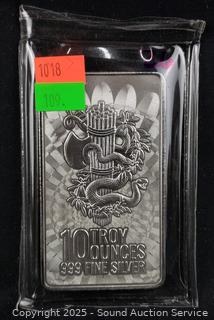 1018
109.
10 TROY
OUNCES
999 FINE SILVER
Copyright 2025 - Sound Auction Service